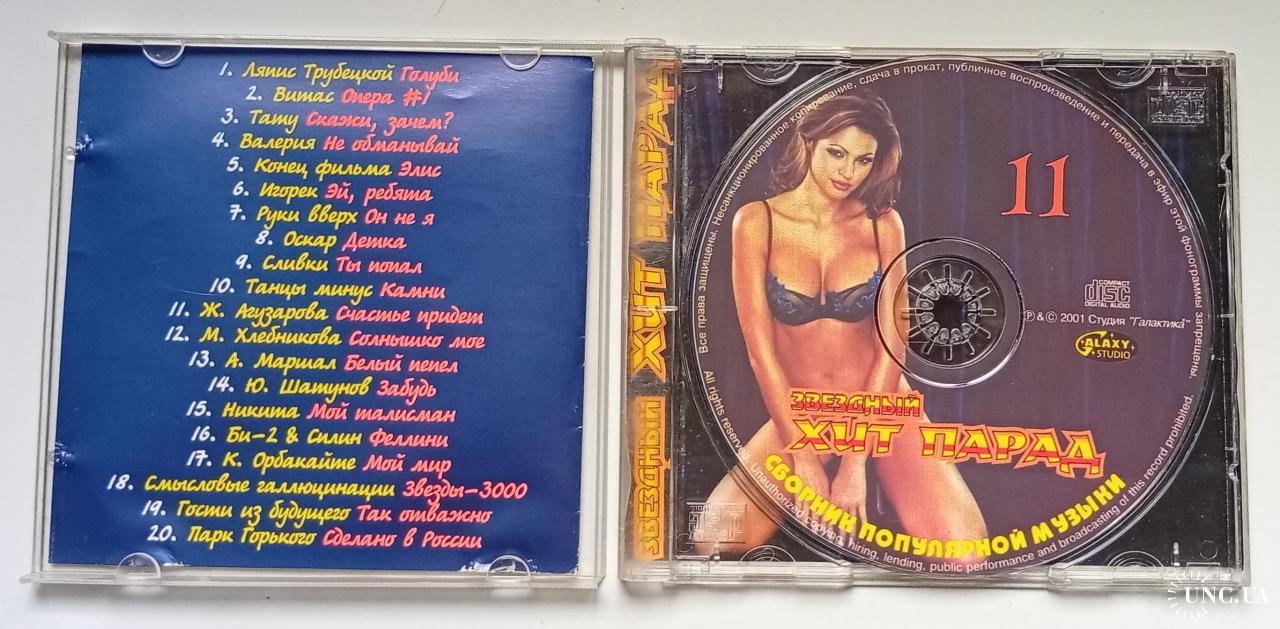 1. Ляпис Трубецкой Голуби
2. Витас Опера #1
3. Тату Скажи, зачем?
4. Валерия Не обманывай
5. Конец фильма Элис
6. Игорек Эй, ребята
7. Руки вверх Он не я
8. Оскар Детка
9. Сливки Ты попал
10. Танцы минус Камни
11. Ж. Агузарова Счастье придет
12. М. Хлебникова Солнышко мое
13. А. Маршал Белый пепел
14. Ю. Шатунов Забудь
15. Никита Мой талисман
16. Би-2 & Силин Феллини
17. К. Орбакайте Мой мир
18. Смысловые галлюцинации Звезды-3000
19. Гости из будущего Так отважно
20. Парк Горького Сделано в России
ЗВЕЗДНЫЙ ХИТ ПАРАД
Все права защищены. Несанкционированное копирование, сдача в прокат, публичное воспроизведение и передача в эфир этой фонограммы запрещены.
11
COMPACT
disc
DIGITAL AUDIO
℗ & © 2001 Студия "Галактика"
GALAXY
STUDIO
ЗВЕЗДНЫЙ
ХИТ ПАРАД
СБОРНИК ПОПУЛЯРНОЙ МУЗЫКИ
All rights reserved. Unauthorized copying, hiring, lending, public performance and broadcasting of this record prohibited.
disc
disc
UNC.UA